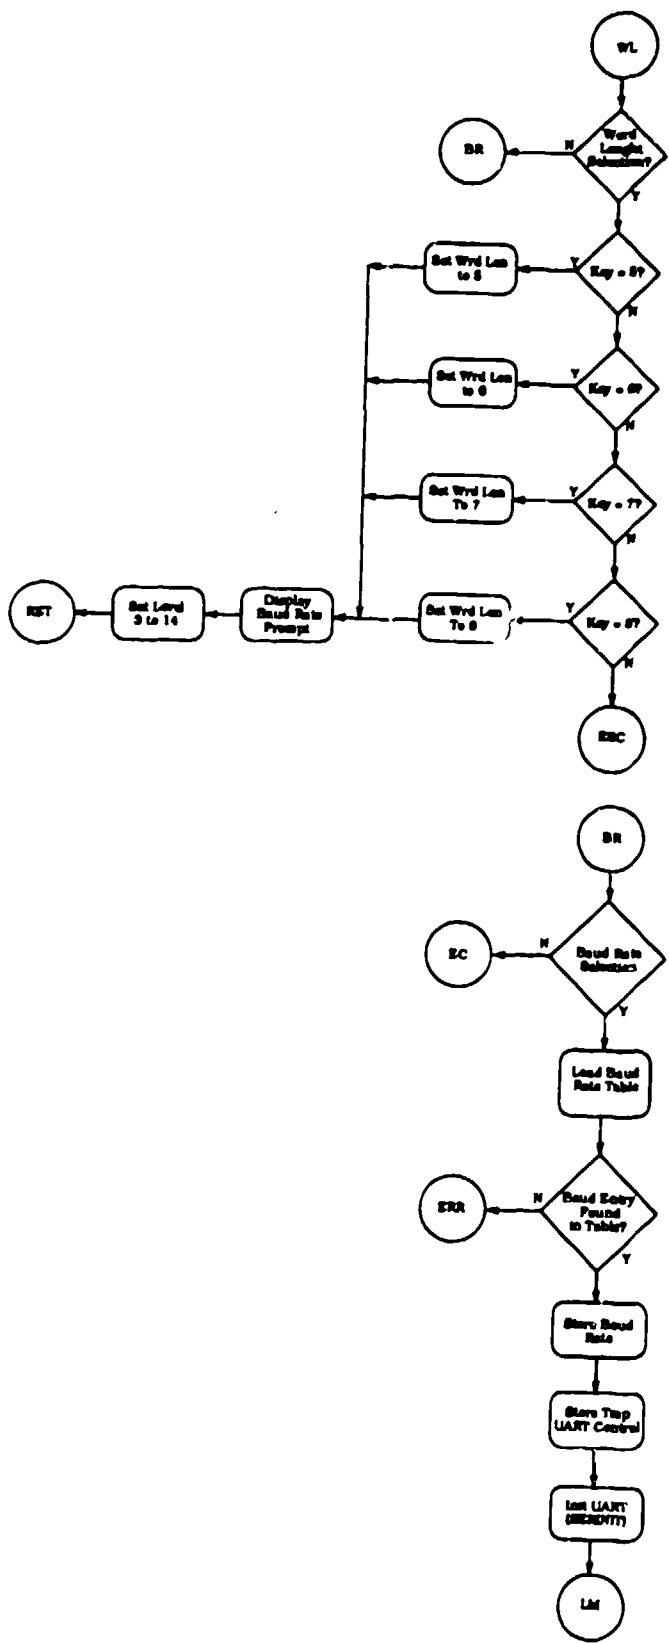 WL
Word
Lenght
Selection?
N
BR
Y
Key = 5?
Y
Set Wrd Len
to 5
N
Key = 6?
Y
Set Wrd Len
to 6
N
Key = 7?
Y
Set Wrd Len
To 7
N
Key = 8?
Y
Set Wrd Len
To 8
Display
Baud Rate
Prompt
Set Level
3 to 14
RST
N
BR
Baud Rate
N
EC
Y
Load Baud
Rate Table
Baud Entry
Found
in Table?
N
ERR
Y
Store Baud
Rate
Store Tmp
UART Control
UART
LM